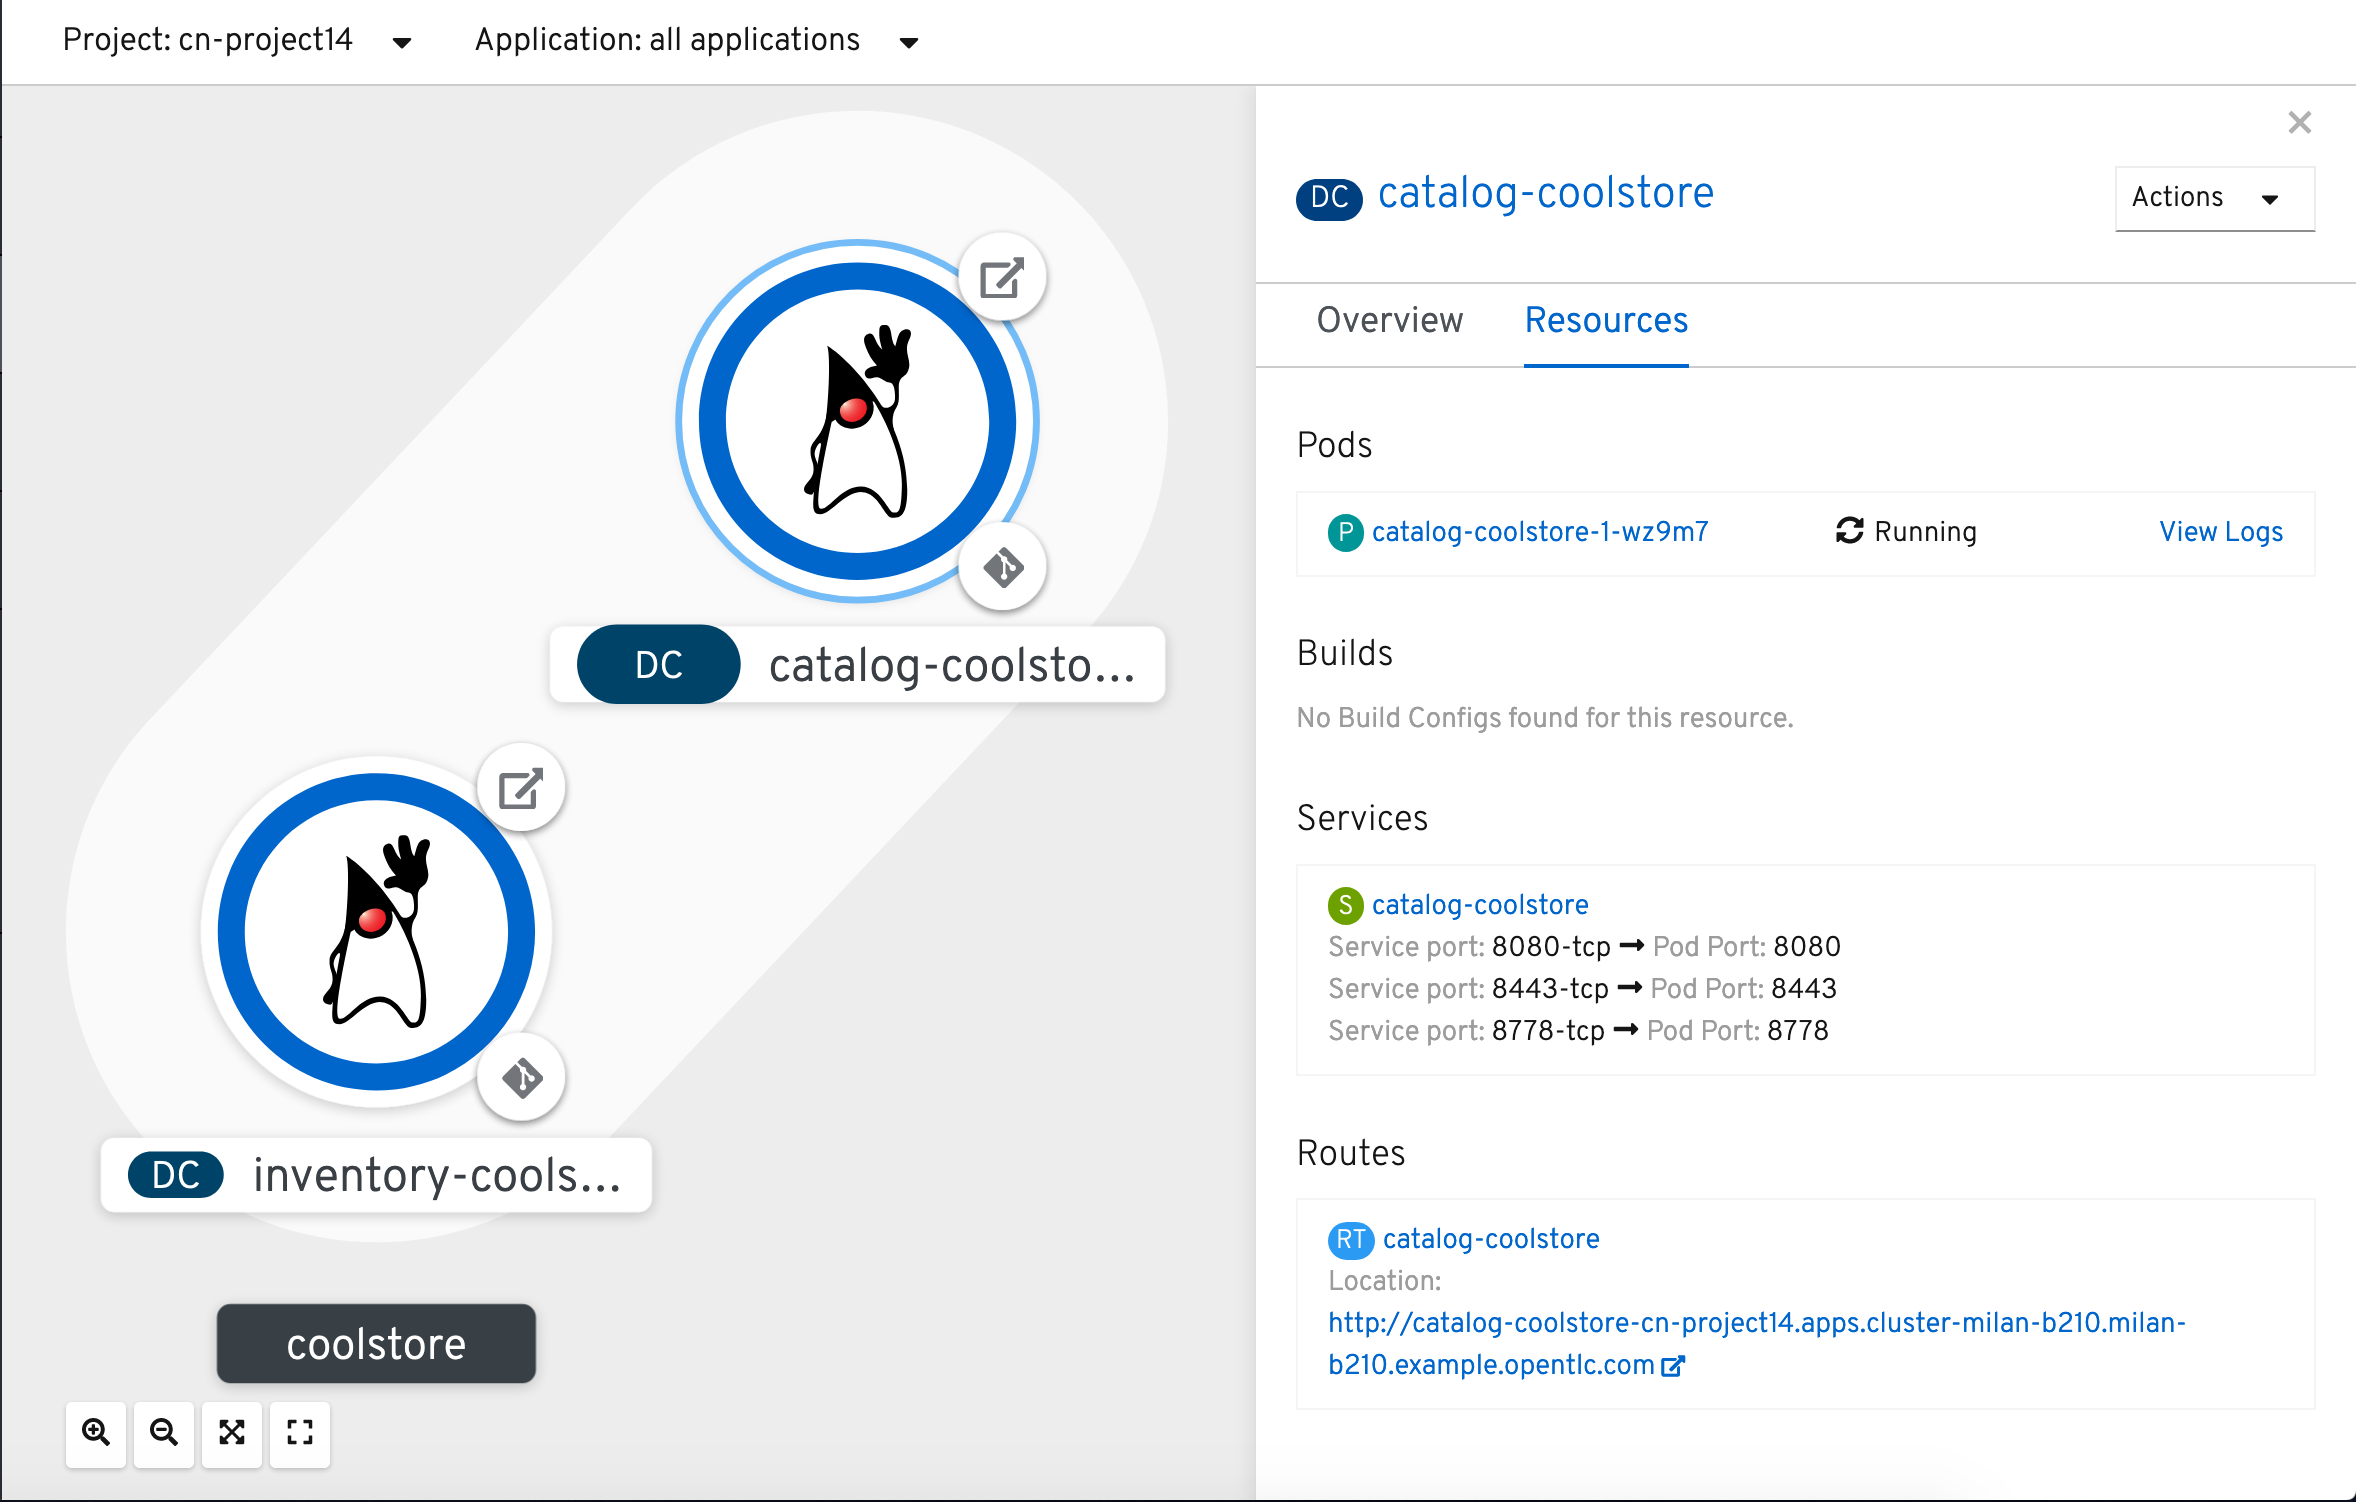 Project: cn-project14
Application: all applications
DC catalog-coolsto...
DC inventory-cools...
coolstore
DC catalog-coolstore
Actions
Overview
Resources
Pods
P catalog-coolstore-1-wz9m7 Running View Logs
Builds
No Build Configs found for this resource.
Services
S catalog-coolstore
Service port: 8080-tcp → Pod Port: 8080
Service port: 8443-tcp → Pod Port: 8443
Service port: 8778-tcp → Pod Port: 8778
Routes
RT catalog-coolstore
Location:
http://catalog-coolstore-cn-project14.apps.cluster-milan-b210.milan-
b210.example.opentlc.com